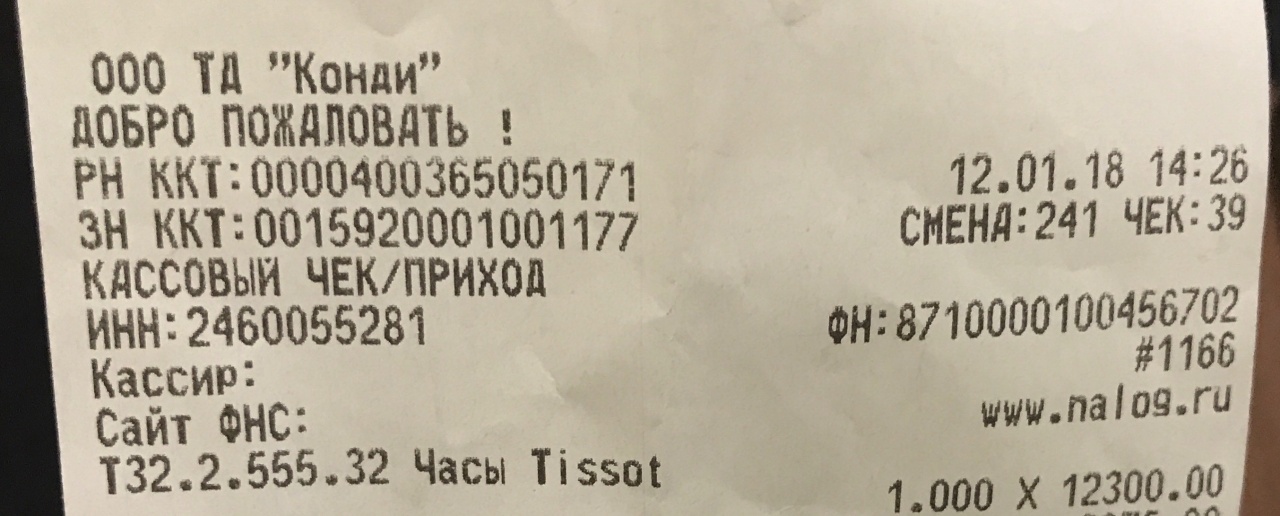 ООО ТД "Конди"
ДОБРО ПОЖАЛОВАТЬ !
РН ККТ:0000400365050171 12.01.18 14:26
ЗН ККТ:00159200001001177 СМЕНА:241 ЧЕК:39
КАССОВЫЙ ЧЕК/ПРИХОД
ИНН:2460055281 ФН:8710000100456702
Кассир: #1166
Сайт ФНС: www.nalog.ru
Т32.2.555.32 Часы Tissot
1.000 X 12300.00